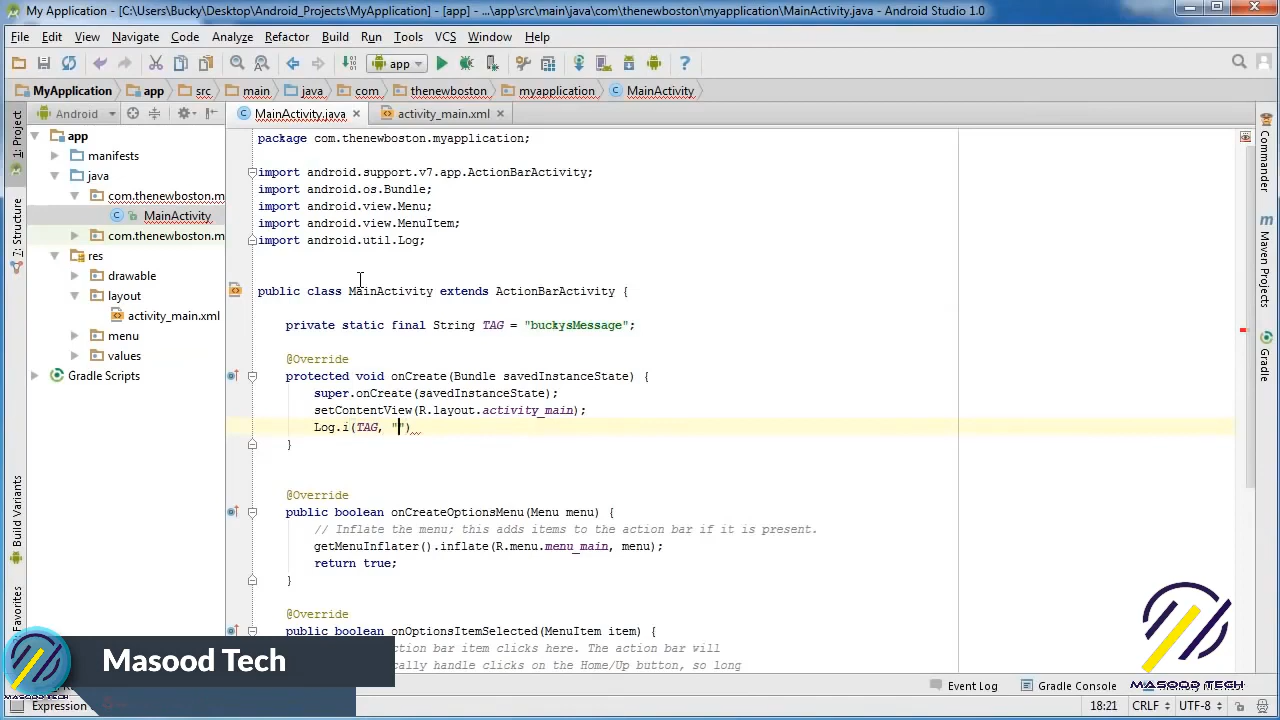 My Application - [C:\Users\Bucky\Desktop\Android_Projects\MyApplication] - [app] - ...\app\src\main\java\com\thenewboston\myapplication\MainActivity.java - Android Studio 1.0
File Edit View Navigate Code Analyze Refactor Build Run Tools VCS Window Help
app
MyApplication app src main java com thenewboston myapplication MainActivity
Android MainActivity.java activity_main.xml
1: Project
7: Structure
Build Variants
Favorites
app
manifests
java
com.thenewboston.m
MainActivity
com.thenewboston.m
res
drawable
layout
activity_main.xml
menu
values
Gradle Scripts
package com.thenewboston.myapplication;
import android.support.v7.app.ActionBarActivity;
import android.os.Bundle;
import android.view.Menu;
import android.view.MenuItem;
import android.util.Log;
public class MainActivity extends ActionBarActivity {
private static final String TAG = "buckysMessage";
@Override
protected void onCreate(Bundle savedInstanceState) {
super.onCreate(savedInstanceState);
setContentView(R.layout.activity_main);
Log.i(TAG, "")
}
@Override
public boolean onCreateOptionsMenu(Menu menu) {
// Inflate the menu; this adds items to the action bar if it is present.
getMenuInflater().inflate(R.menu.menu_main, menu);
return true;
}
@Override
public boolean onOptionsItemSelected(MenuItem item) {
bar item clicks here. The action bar will
handle clicks on the Home/Up button, so long
Commander
Maven Projects
Gradle
Masood Tech
MASOOD TECH
Event Log Gradle Console
Expression 18:21 CRLF UTF-8